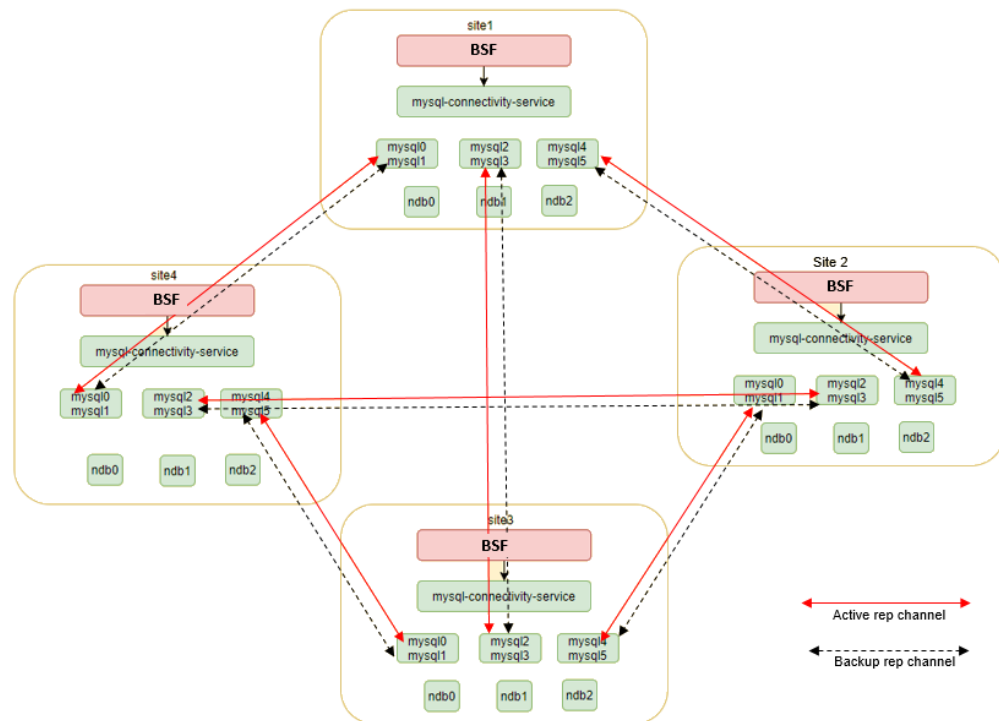 site1
BSF
mysql-connectivity-service
mysql0
mysql1
mysql2
mysql3
mysql4
mysql5
ndb0
ndb1
ndb2
site4
BSF
mysql-connectivity-service
mysql0
mysql1
mysql2
mysql3
mysql4
mysql5
ndb0
ndb1
ndb2
Site 2
BSF
mysql-connectivity-service
mysql0
mysql1
mysql2
mysql3
mysql4
mysql5
ndb0
ndb1
ndb2
site3
BSF
mysql-connectivity-service
mysql0
mysql1
mysql2
mysql3
mysql4
mysql5
ndb0
ndb1
ndb2
Active rep channel
Backup rep channel